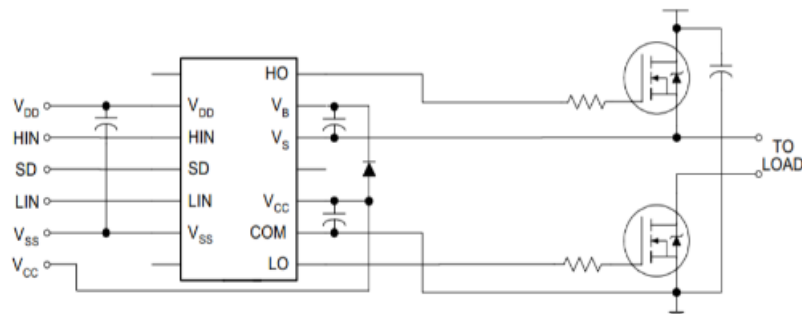 HO
V_DD V_DD V_B
HIN HIN V_S
SD SD
LIN LIN V_CC
V_SS V_SS COM
V_CC LO
TO
LOAD